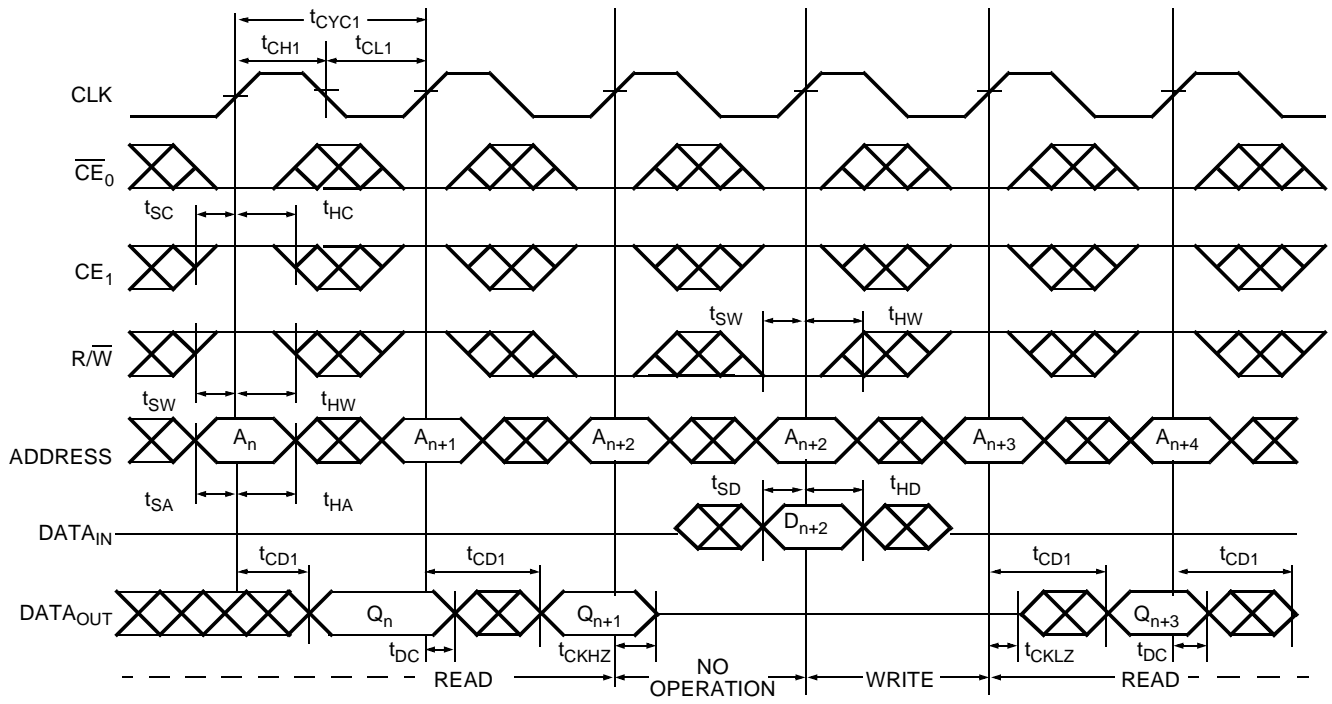 tCYC1
tCH1 tCL1
CLK
CE0
tSC tHC
CE1
tSW tHW
R/W
tSW tHW
An An+1 An+2 An+2 An+3 An+4
ADDRESS
tSA tHA tSD tHD
DATAIN Dn+2
tCD1 tCD1 tCD1 tCD1
DATAOUT Qn Qn+1 Qn+3
tDC tCKHZ tCKLZ tDC
READ NO OPERATION WRITE READ